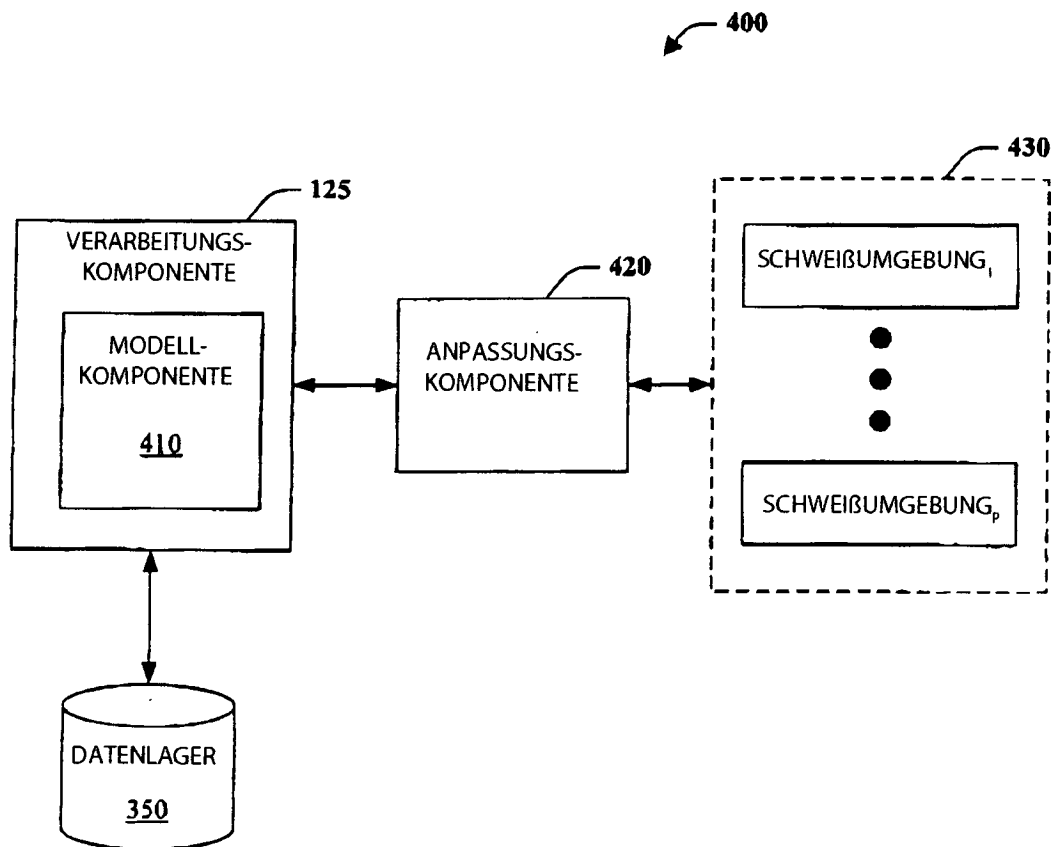 400
430
125
VERARBEITUNGS-
KOMPONENTE
SCHWEIßUMGEBUNG₁
420
MODELL-
KOMPONENTE
410
ANPASSUNGS-
KOMPONENTE
SCHWEIßUMGEBUNGₚ
DATENLAGER
350